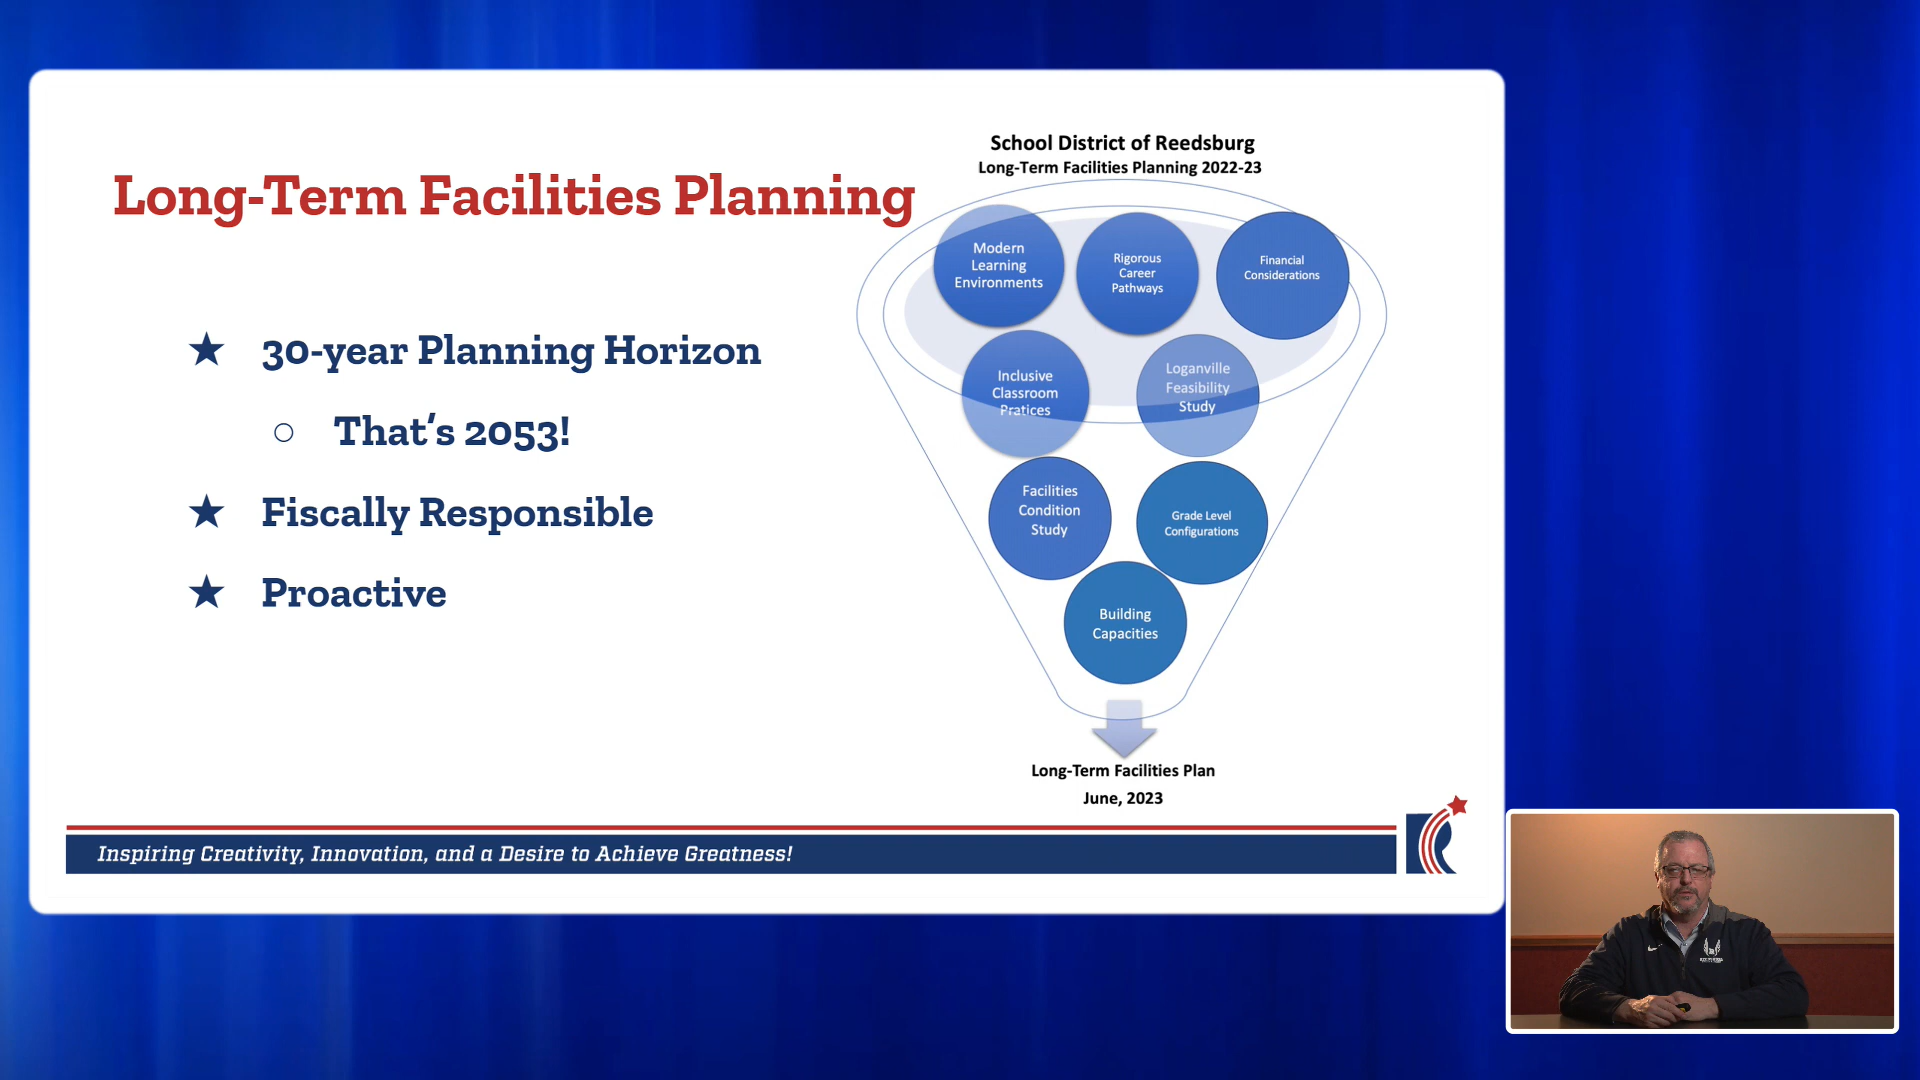 Long-Term Facilities Planning
★ 30-year Planning Horizon
○ That's 2053!
★ Fiscally Responsible
★ Proactive
School District of Reedsburg
Long-Term Facilities Planning 2022-23
Modern
Learning
Environments
Rigorous
Career
Pathways
Financial
Considerations
Inclusive
Classroom
Pratices
Loganville
Feasibility
Study
Facilities
Condition
Study
Grade Level
Configurations
Building
Capacities
Long-Term Facilities Plan
June, 2023
Inspiring Creativity, Innovation, and a Desire to Achieve Greatness!